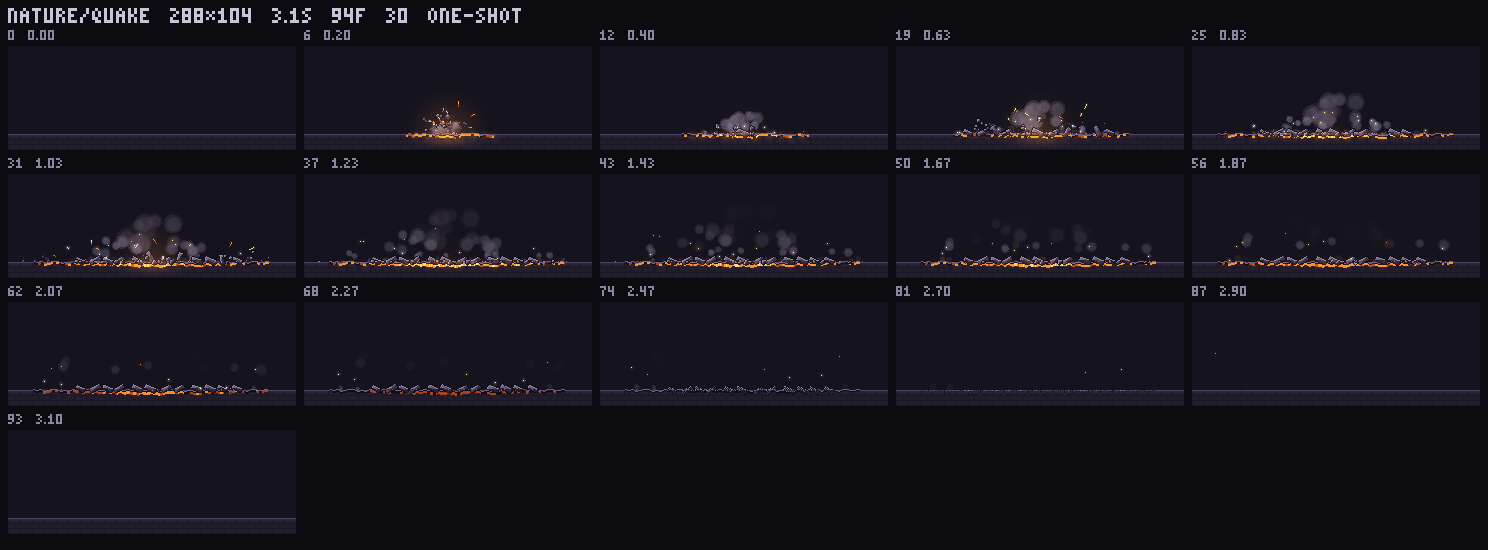 NATURE/QUAKE 288×104 3.1S 94F 30 ONE-SHOT
0 0.00 6 0.20 12 0.40 19 0.63 25 0.83
31 1.03 37 1.23 43 1.43 50 1.67 56 1.87
62 2.07 68 2.27 74 2.47 81 2.70 87 2.90
93 3.10